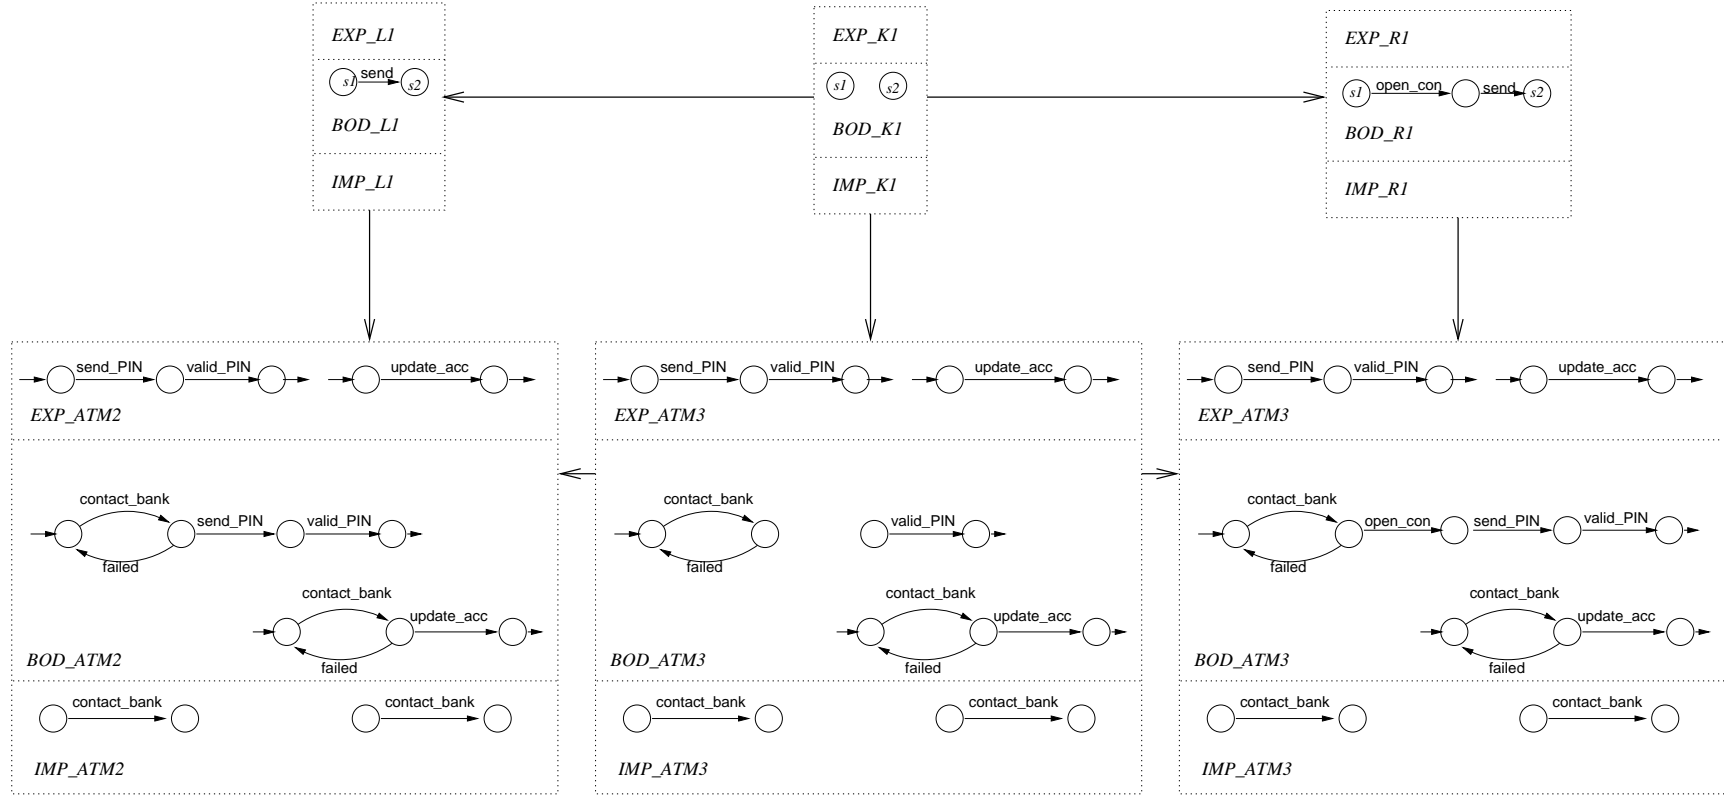 EXP_L1
s1 send s2
BOD_L1
IMP_L1
EXP_K1
s1 s2
BOD_K1
IMP_K1
EXP_R1
s1 open_con send s2
BOD_R1
IMP_R1
send_PIN valid_PIN update_acc
EXP_ATM2
contact_bank
send_PIN valid_PIN
failed
contact_bank
update_acc
failed
BOD_ATM2
contact_bank contact_bank
IMP_ATM2
send_PIN valid_PIN update_acc
EXP_ATM3
contact_bank
valid_PIN
failed
contact_bank
update_acc
failed
BOD_ATM3
contact_bank contact_bank
IMP_ATM3
send_PIN valid_PIN update_acc
EXP_ATM3
contact_bank
open_con send_PIN valid_PIN
failed
contact_bank
update_acc
failed
BOD_ATM3
contact_bank contact_bank
IMP_ATM3